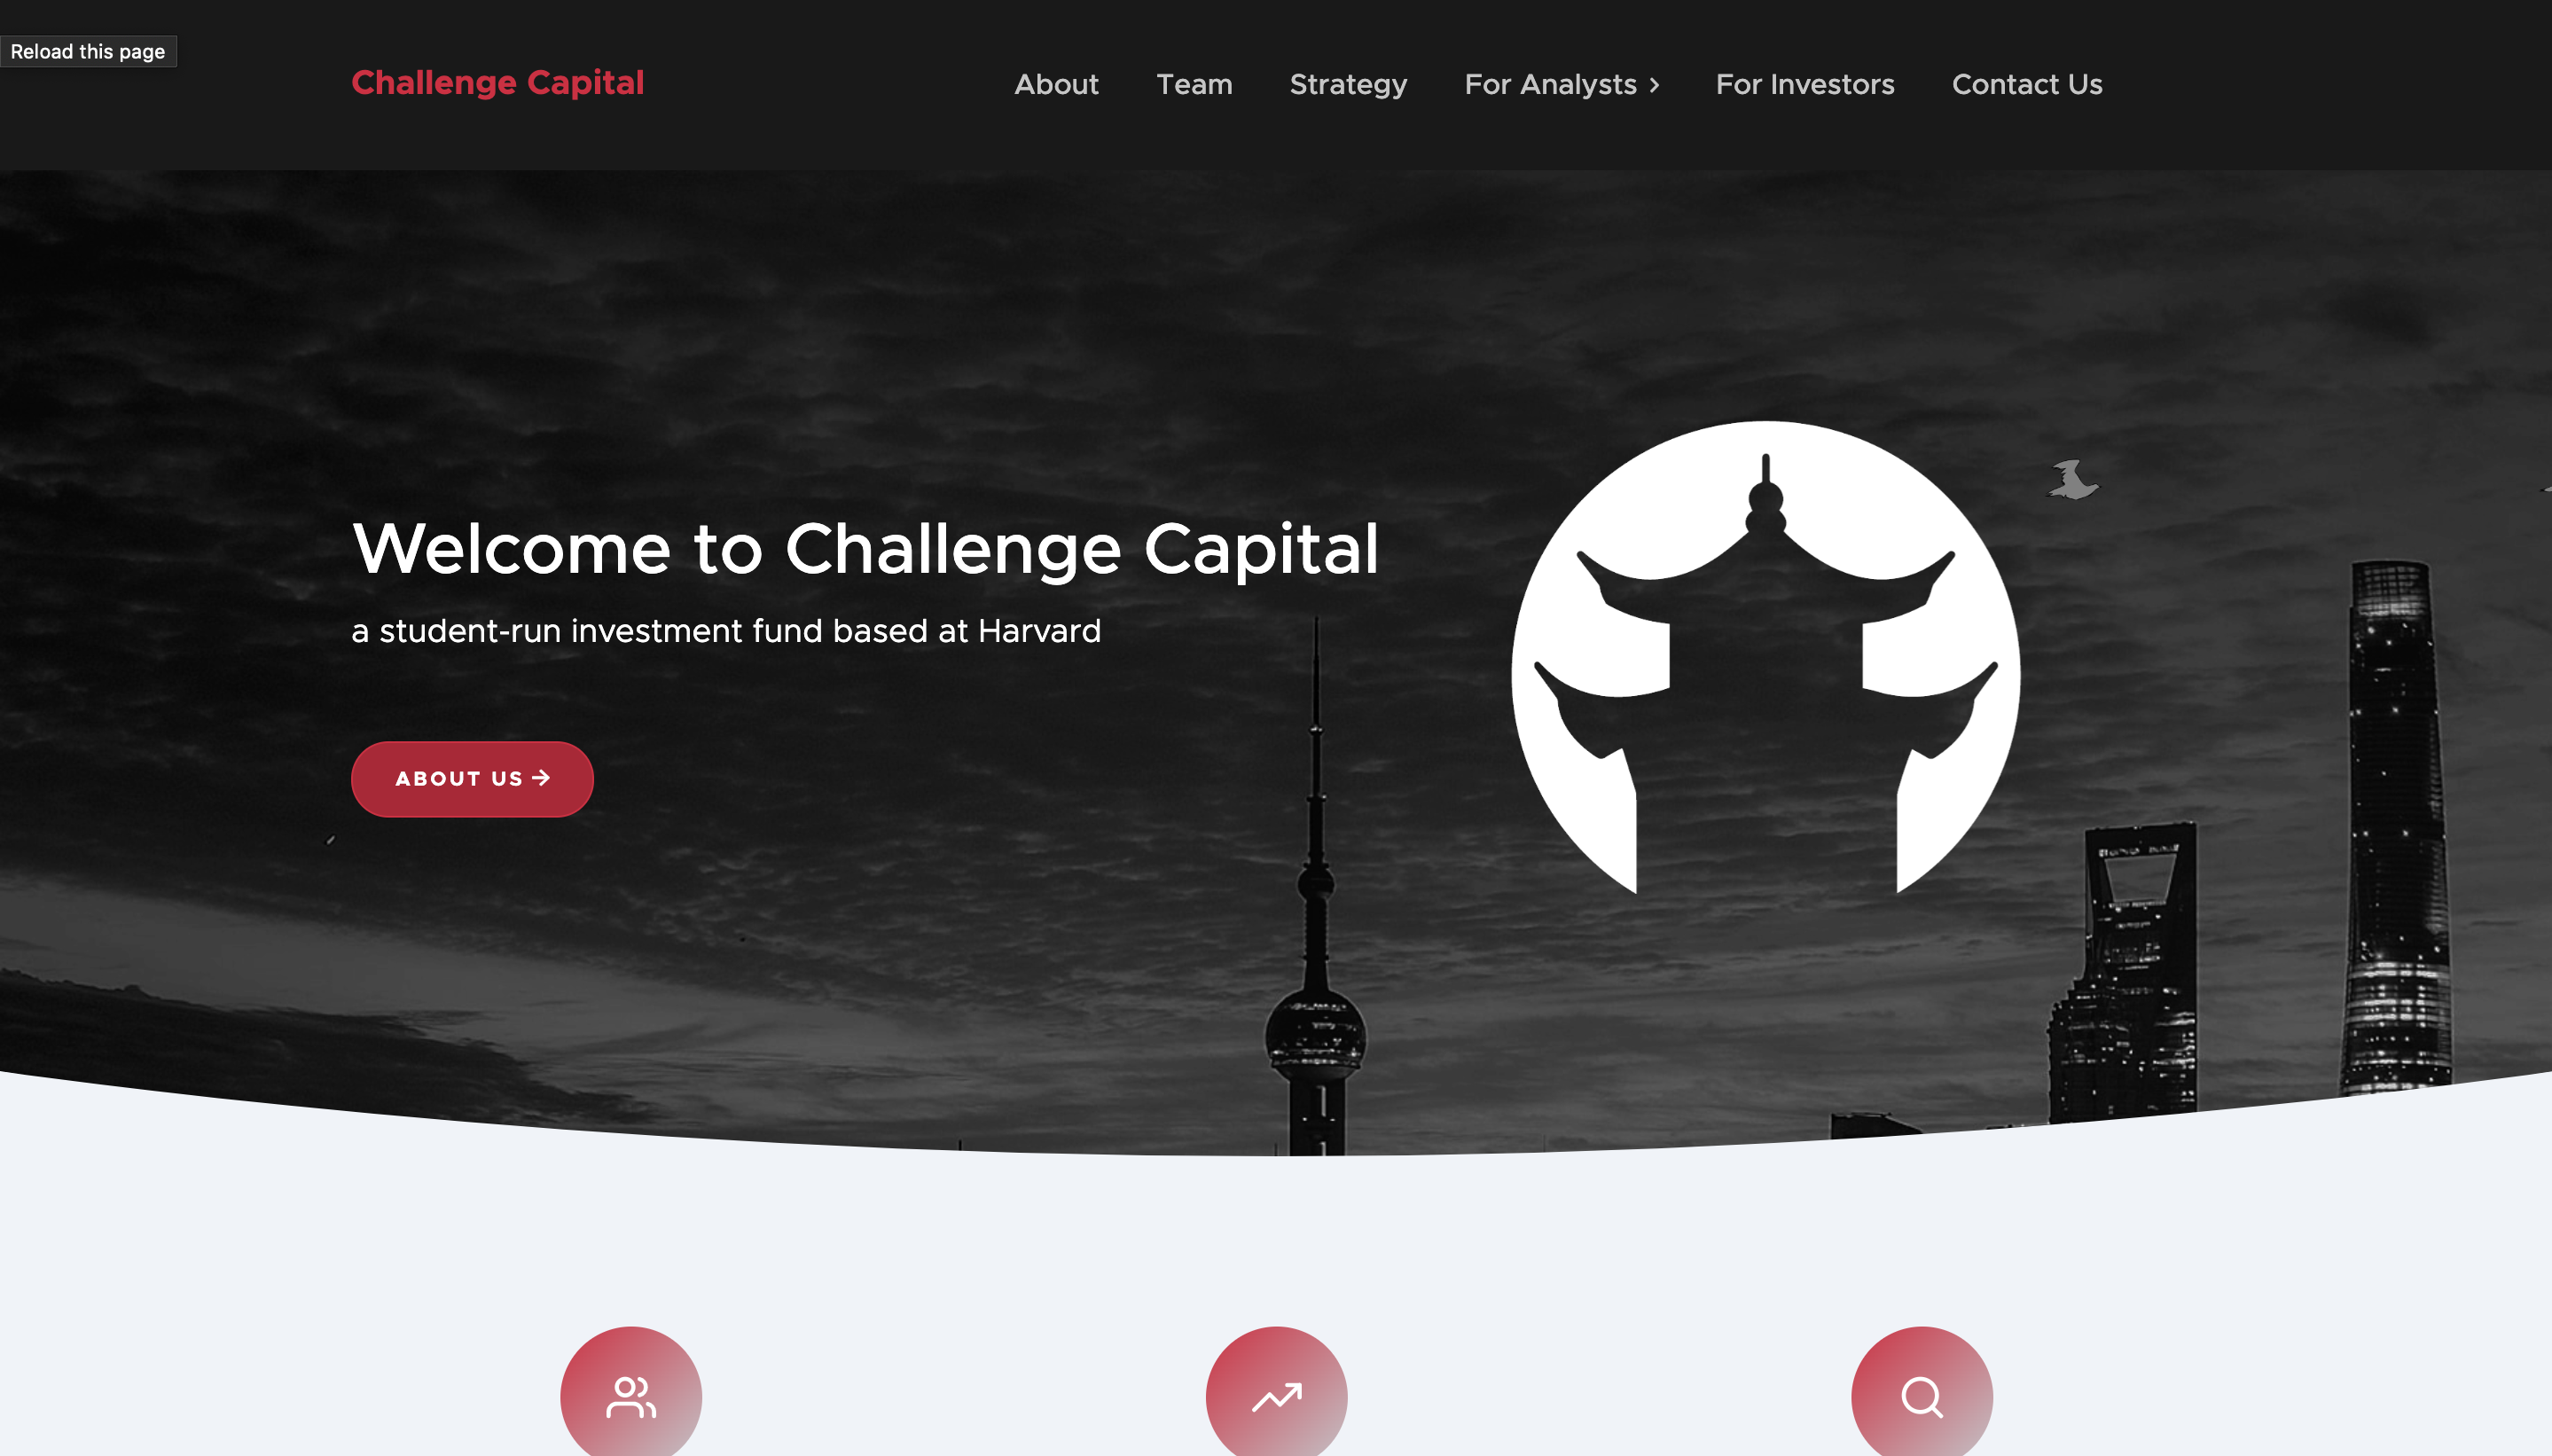 Reload this page
Challenge Capital
About Team Strategy For Analysts For Investors Contact Us
Welcome to Challenge Capital
a student-run investment fund based at Harvard
ABOUT US